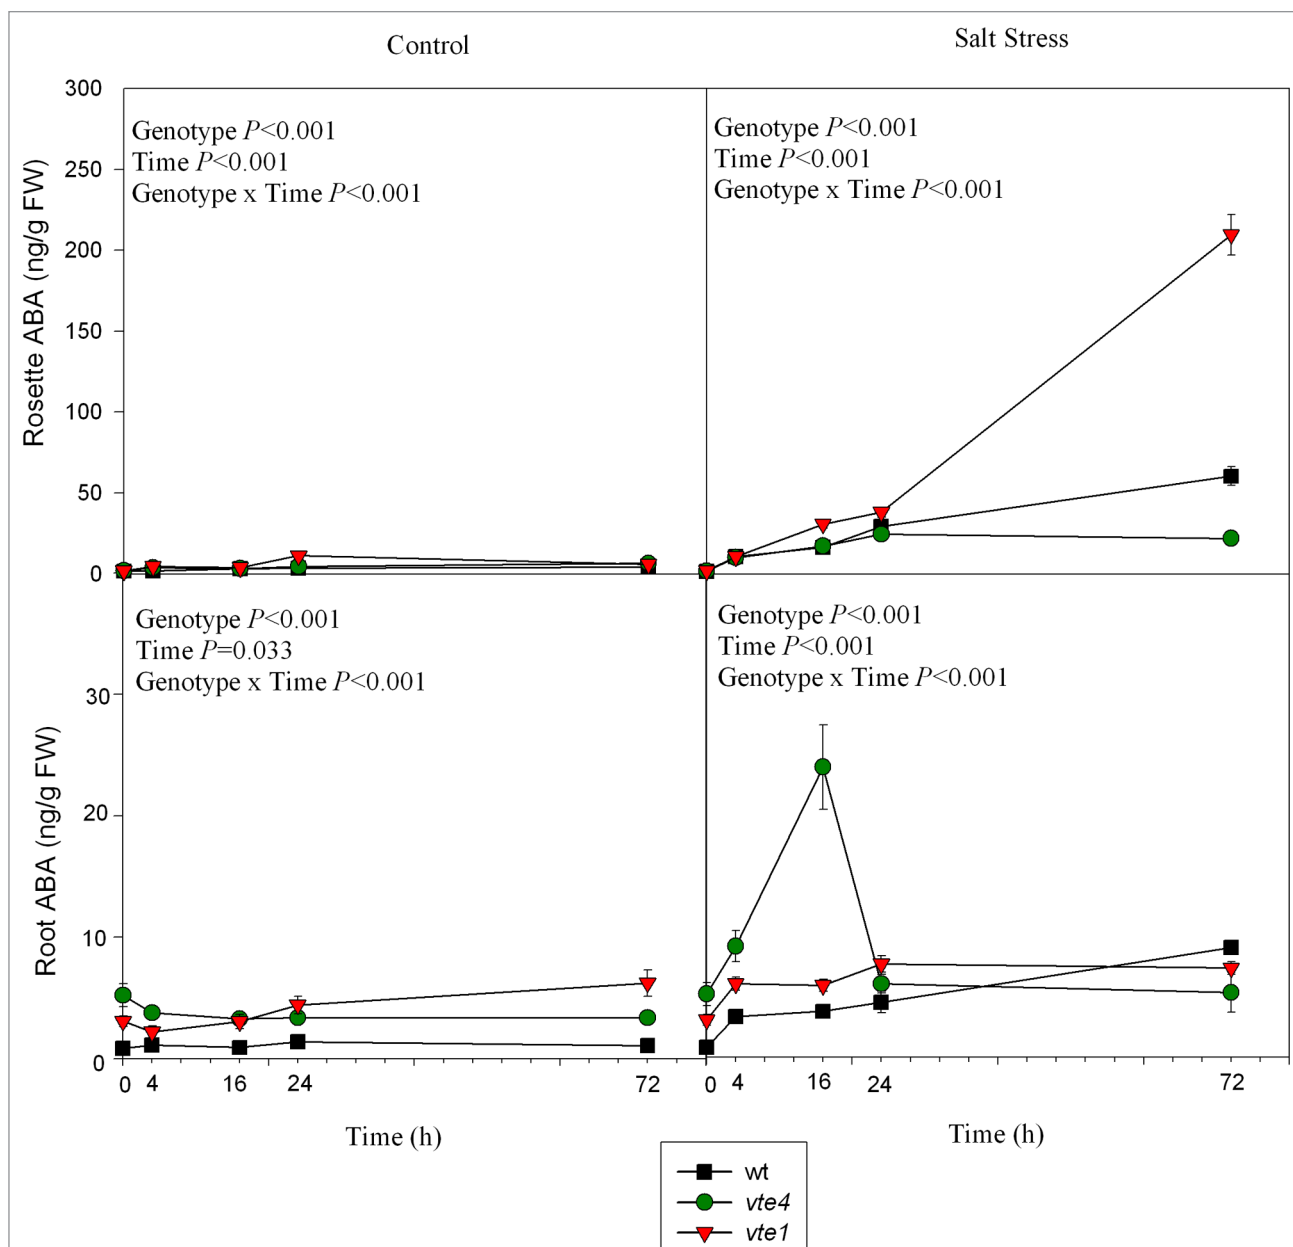 Control
Salt Stress
Rosette ABA (ng/g FW)
300
250
200
150
100
50
0
Genotype P<0.001
Time P<0.001
Genotype x Time P<0.001
Genotype P<0.001
Time P<0.001
Genotype x Time P<0.001
Root ABA (ng/g FW)
30
20
10
0
Genotype P<0.001
Time P=0.033
Genotype x Time P<0.001
Genotype P<0.001
Time P<0.001
Genotype x Time P<0.001
0 4 16 24 72
0 4 16 24 72
Time (h)
Time (h)
wt
vte4
vte1